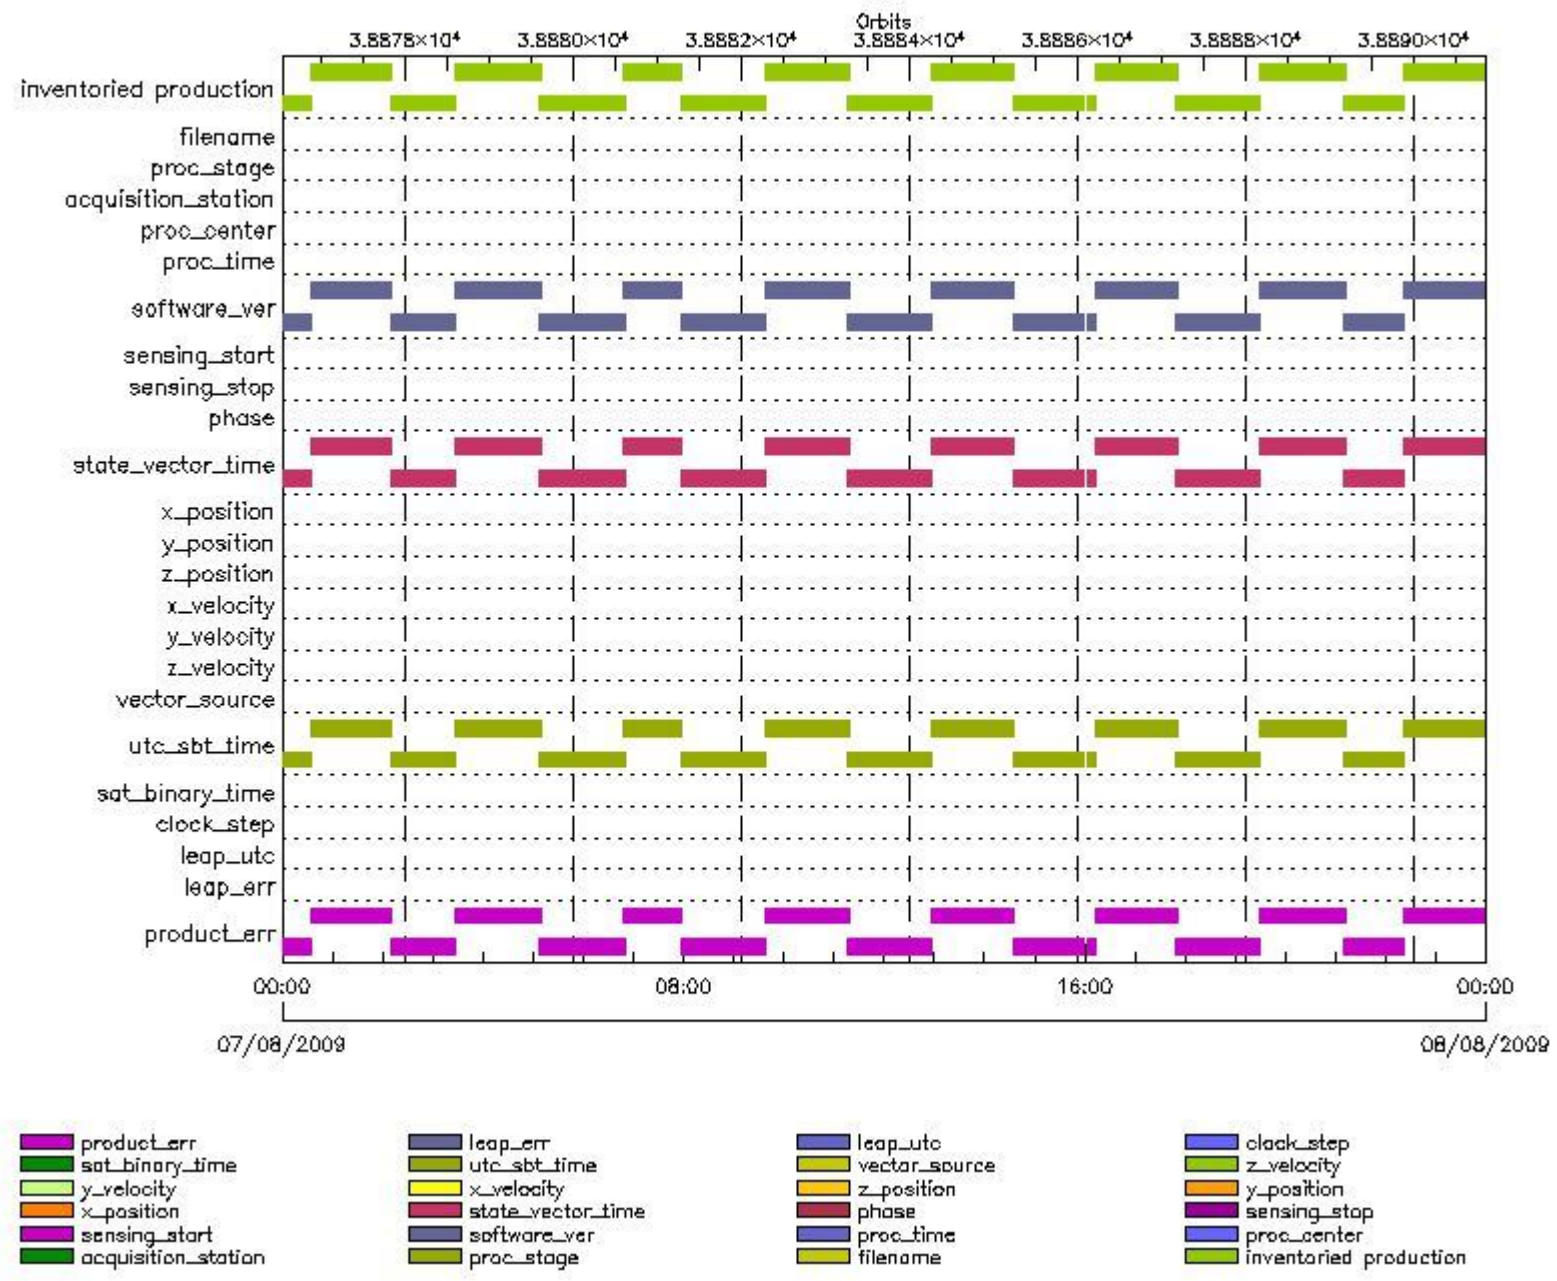 Orbits
3.8878×10⁴ 3.8880×10⁴ 3.8882×10⁴ 3.8884×10⁴ 3.8886×10⁴ 3.8888×10⁴ 3.8890×10⁴
inventoried production
filename
proc_stage
acquisition_station
proc_center
proc_time
software_ver
sensing_start
sensing_stop
phase
state_vector_time
x_position
y_position
z_position
x_velocity
y_velocity
z_velocity
vector_source
utc_sbt_time
sat_binary_time
clock_step
leap_utc
leap_err
product_err
00:00 08:00 16:00 00:00
07/08/2009 08/08/2009
product_err leap_err leap_utc clock_step
sat_binary_time utc_sbt_time vector_source z_velocity
y_velocity x_velocity z_position y_position
x_position state_vector_time phase sensing_stop
sensing_start software_ver proc_time proc_center
acquisition_station proc_stage filename inventoried production